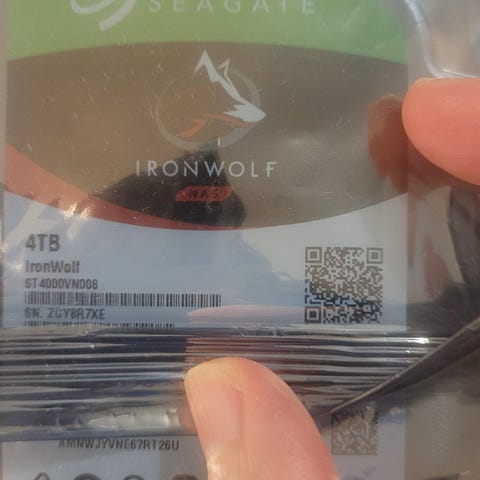 SEAGATE
IRONWOLF
NAS
4TB
IronWolf
ST4000VN008
SN. ZGY8R7XE
AMNWJYVNE67RT26U